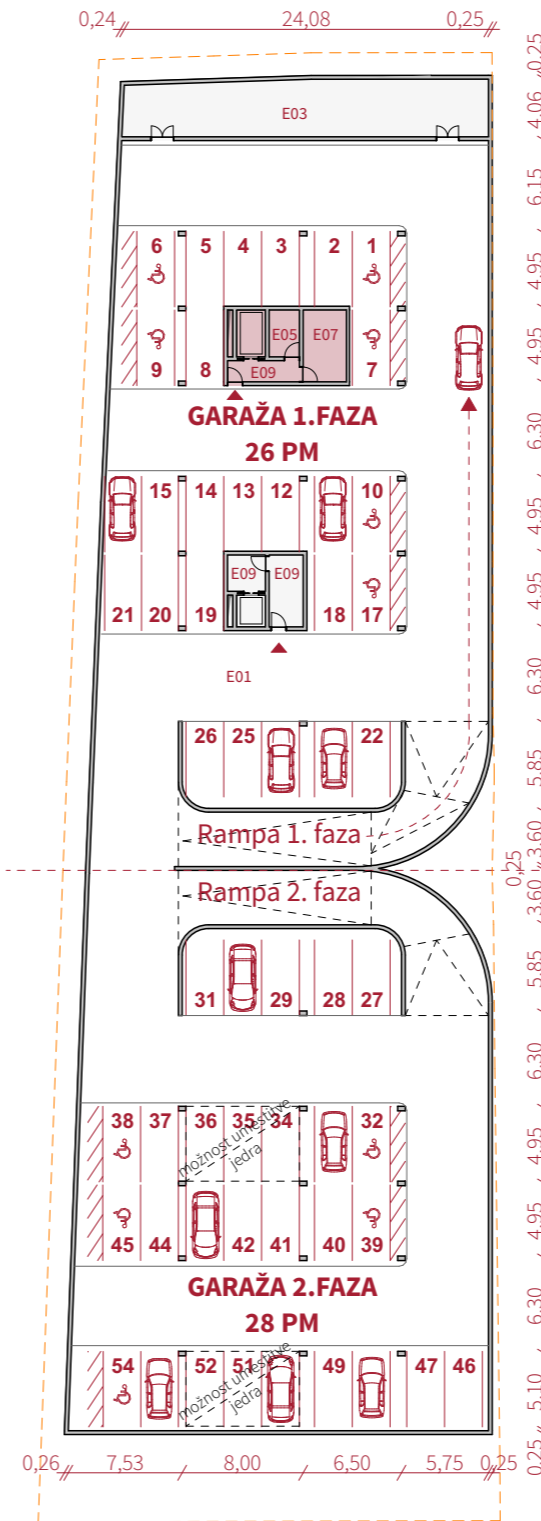 0,24 24,08 0,25
0,25
4.06
6.15
4.95
4.95
6.30
4.95
4.95
6.30
5.85
3.60
0,25
3.60
5.85
6.30
4.95
4.95
6.30
5.10
0.25
E03
6 5 4 3 2 1
E05 E07
E09
9 8 7
GARAŽA 1.FAZA
26 PM
15 14 13 12 10
E09 E09
21 20 19 18 17
E01
26 25 22
Rampa 1. faza
Rampa 2. faza
31 29 28 27
38 37 36 35 34 32
možnost umestitve
jedra
45 44 42 41 40 39
GARAŽA 2.FAZA
28 PM
54 52 51 49 47 46
možnost umestitve
jedra
0,26 7,53 8,00 6,50 5,75 0,25